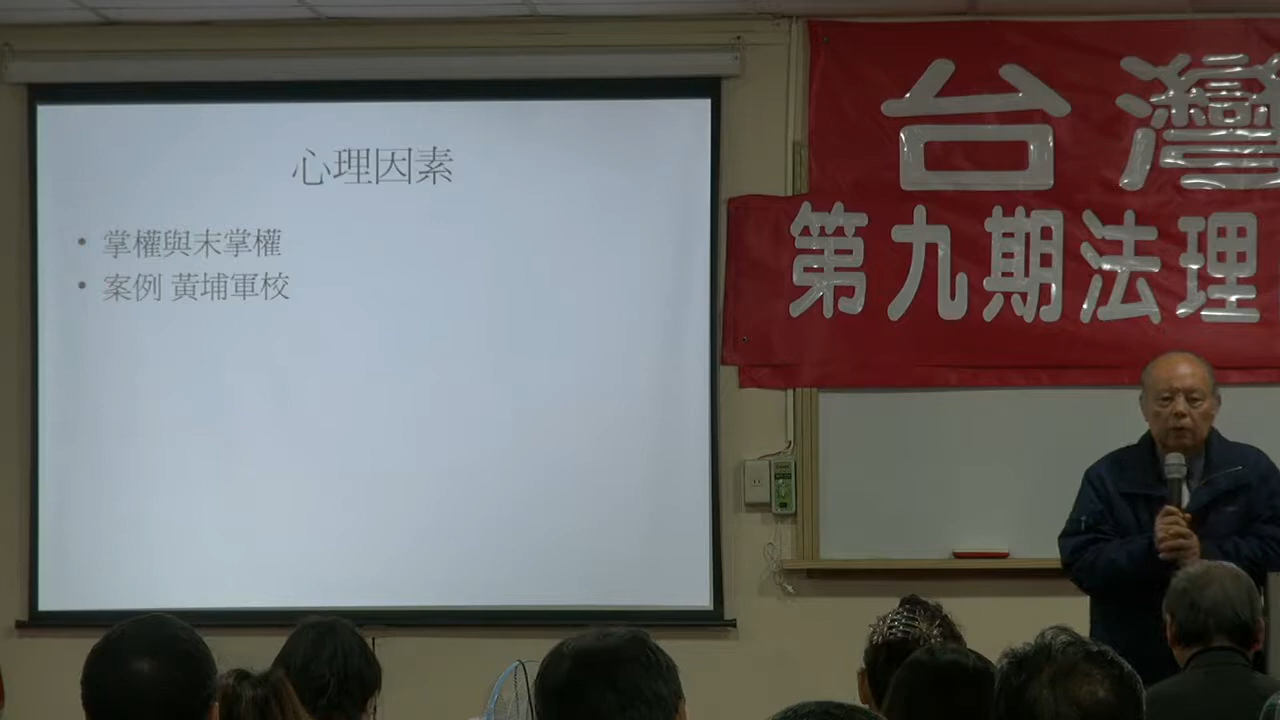 心理因素
• 掌權與末掌權
• 案例 黃埔軍校
台灣
第九期法理